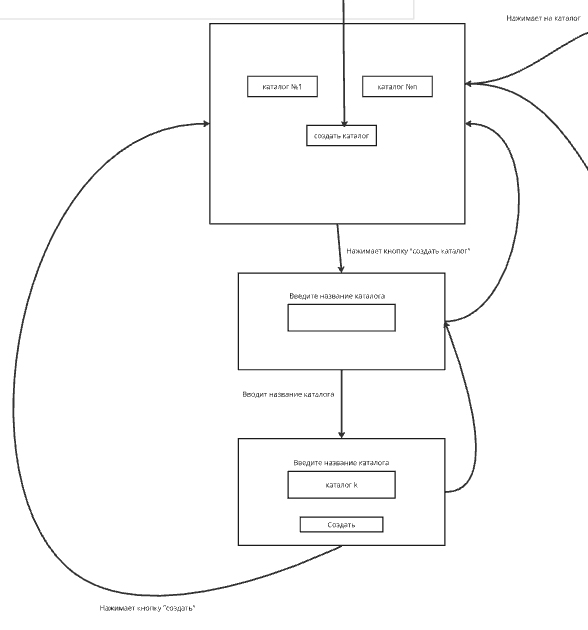 Нажимает на каталог
каталог №1
каталог №n
создать каталог
Нажимает кнопку "создать каталог"
Введите название каталога
Вводит название каталога
Введите название каталога
каталог k
Создать
Нажимает кнопку "создать"